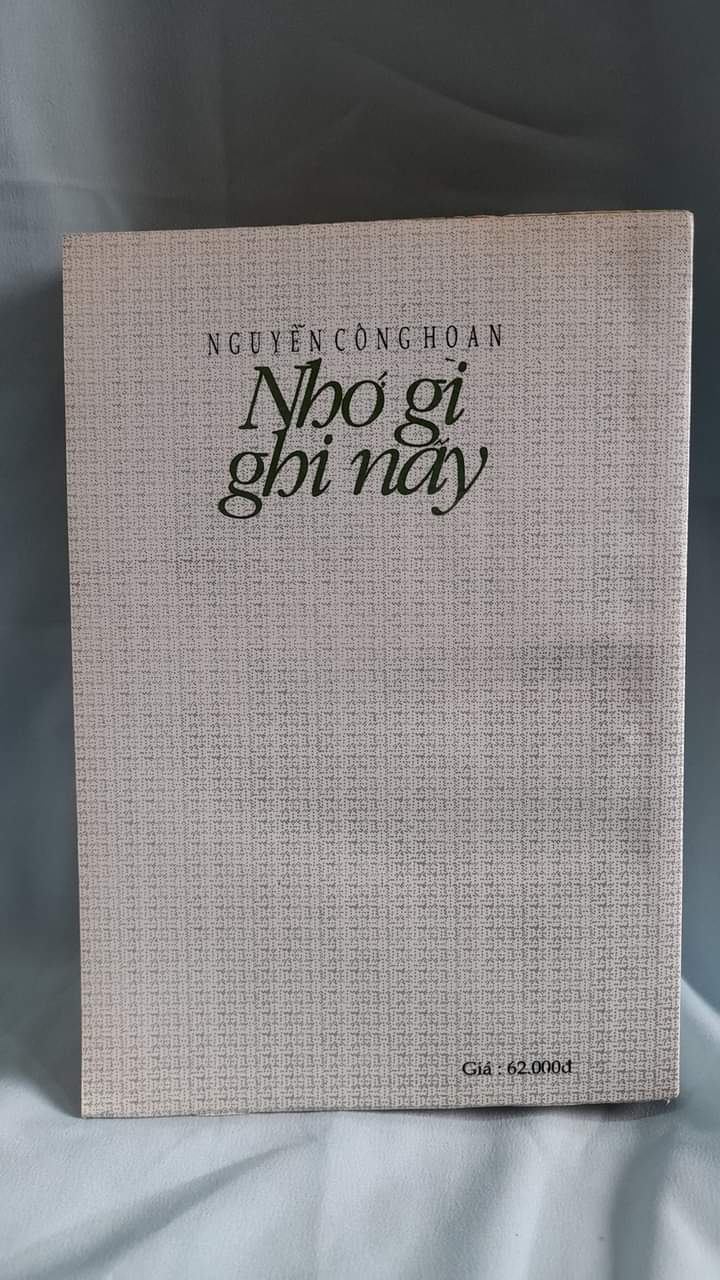 NGUYỄN CÔNG HOAN
Nhớ gì
ghi nấy
Giá : 62.000đ